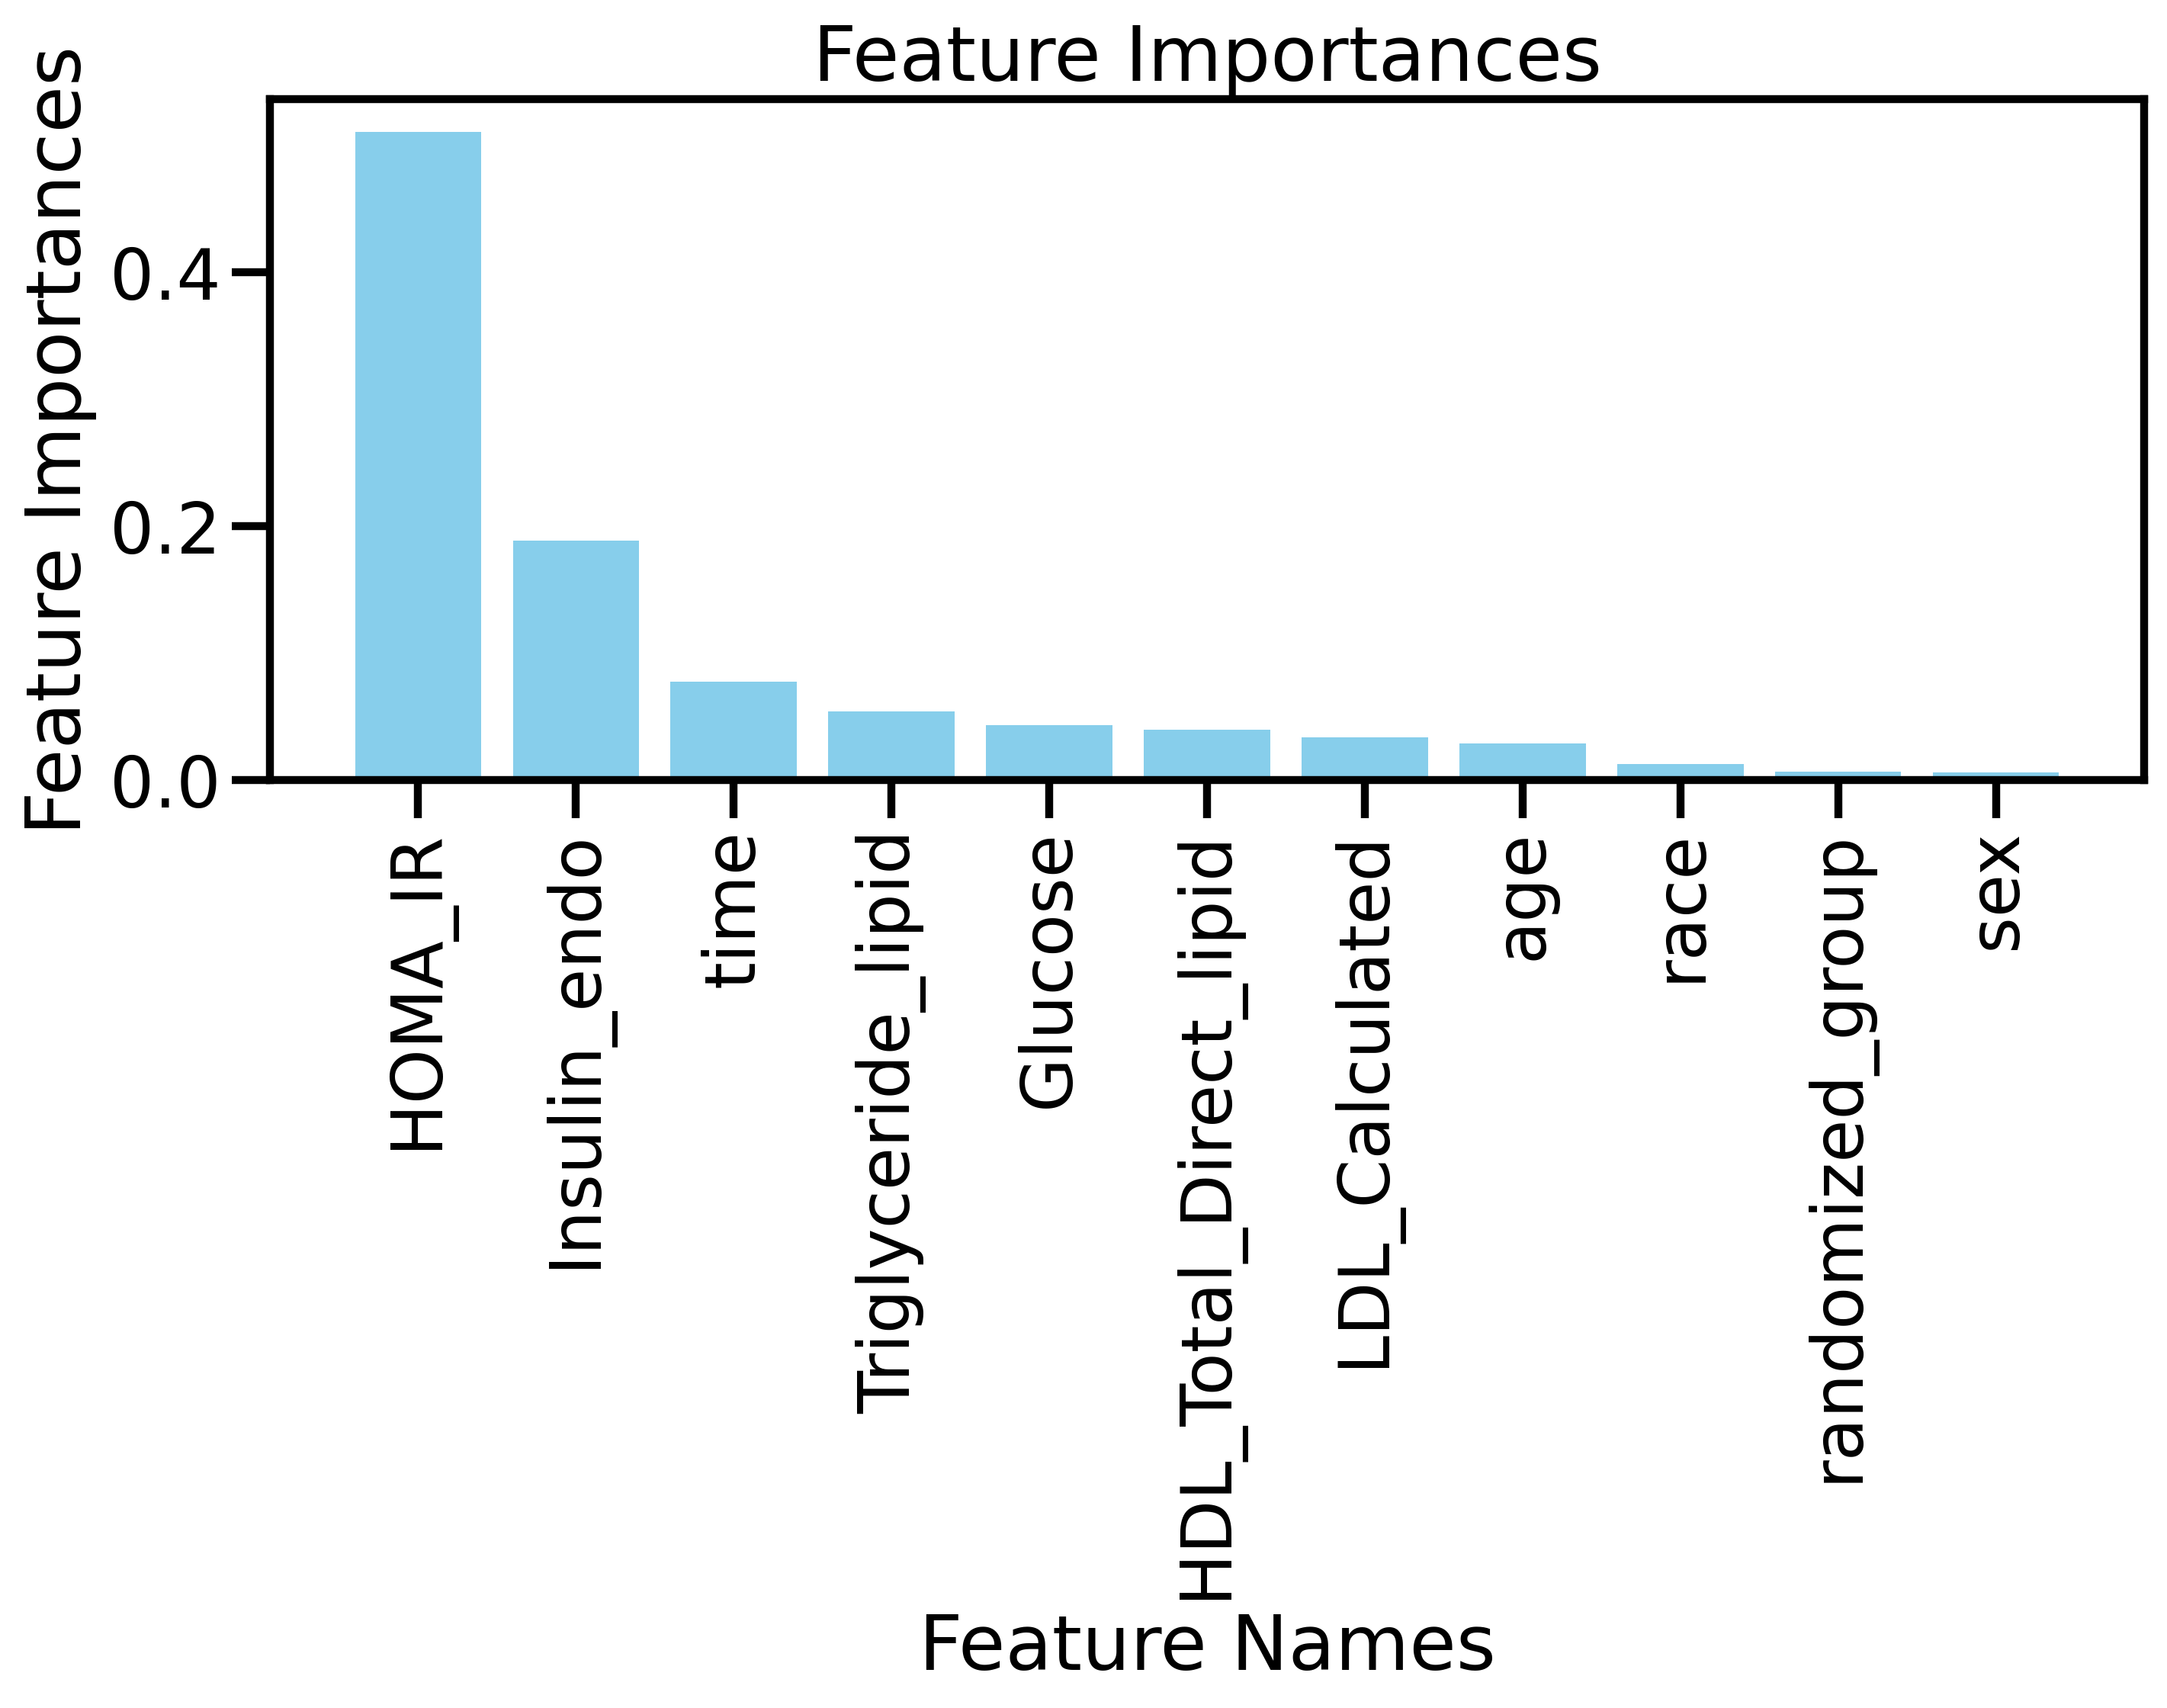 Feature Importances
Feature Importances
0.4
0.2
0.0
HOMA_IR
Insulin_endo
time
Triglyceride_lipid
Glucose
HDL_Total_Direct_lipid
LDL_Calculated
age
race
randomized_group
sex
Feature Names